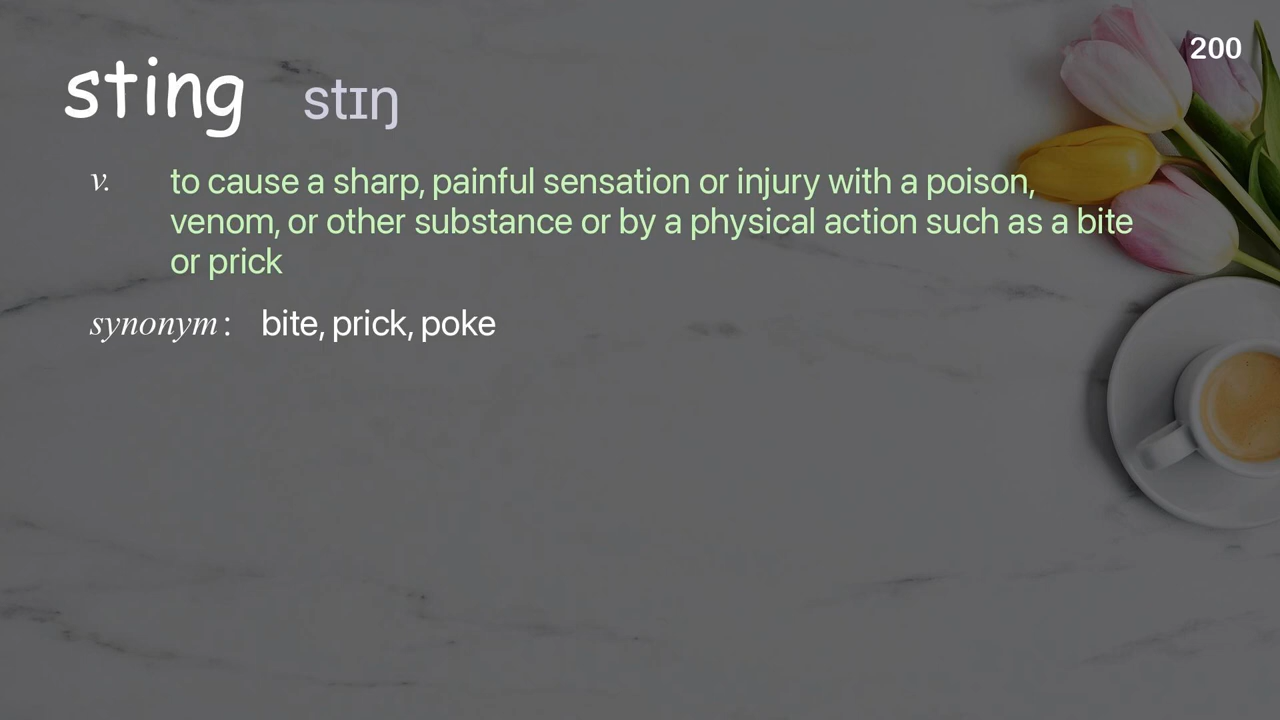 200
sting stɪŋ
v. to cause a sharp, painful sensation or injury with a poison,
venom, or other substance or by a physical action such as a bite
or prick
synonym: bite, prick, poke